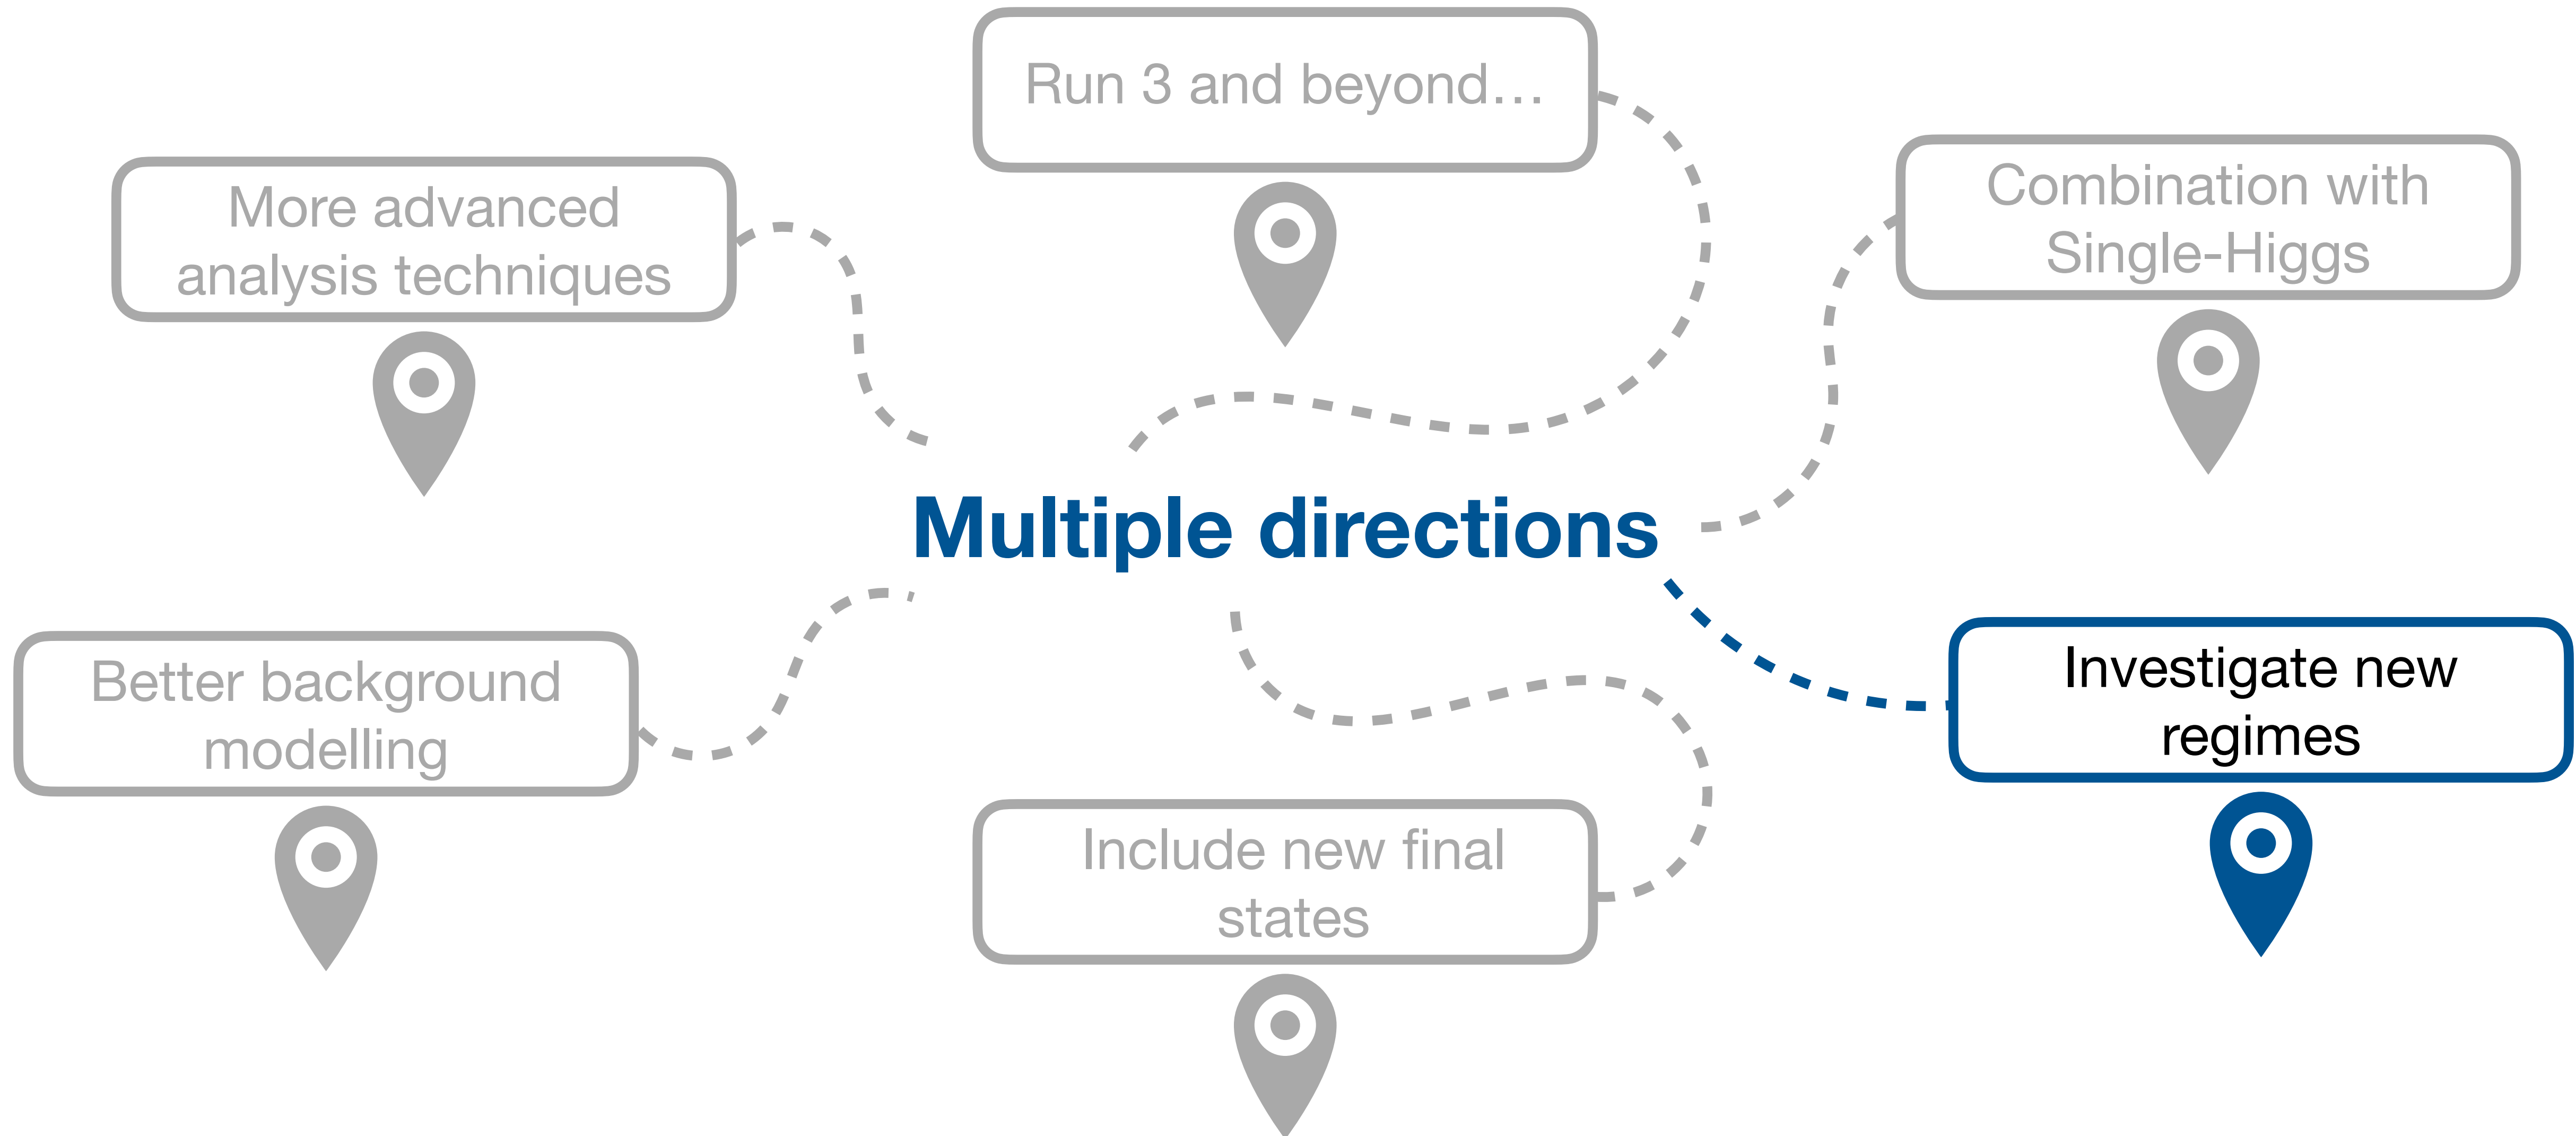 Run 3 and beyond…
More advanced
analysis techniques
Combination with
Single-Higgs
Multiple directions
Better background
modelling
Investigate new
regimes
Include new final
states